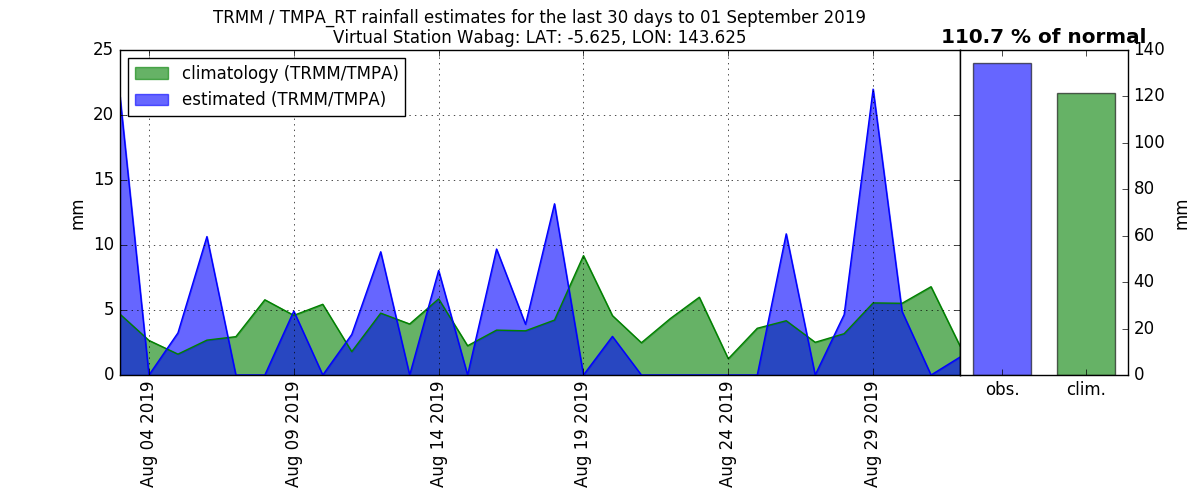 TRMM / TMPA_RT rainfall estimates for the last 30 days to 01 September 2019
Virtual Station Wabag: LAT: -5.625, LON: 143.625
110.7 % of normal
climatology (TRMM/TMPA)
estimated (TRMM/TMPA)
25
20
15
10
5
0
mm
Aug 04 2019
Aug 09 2019
Aug 14 2019
Aug 19 2019
Aug 24 2019
Aug 29 2019
140
120
100
80
60
40
20
0
mm
obs.
clim.